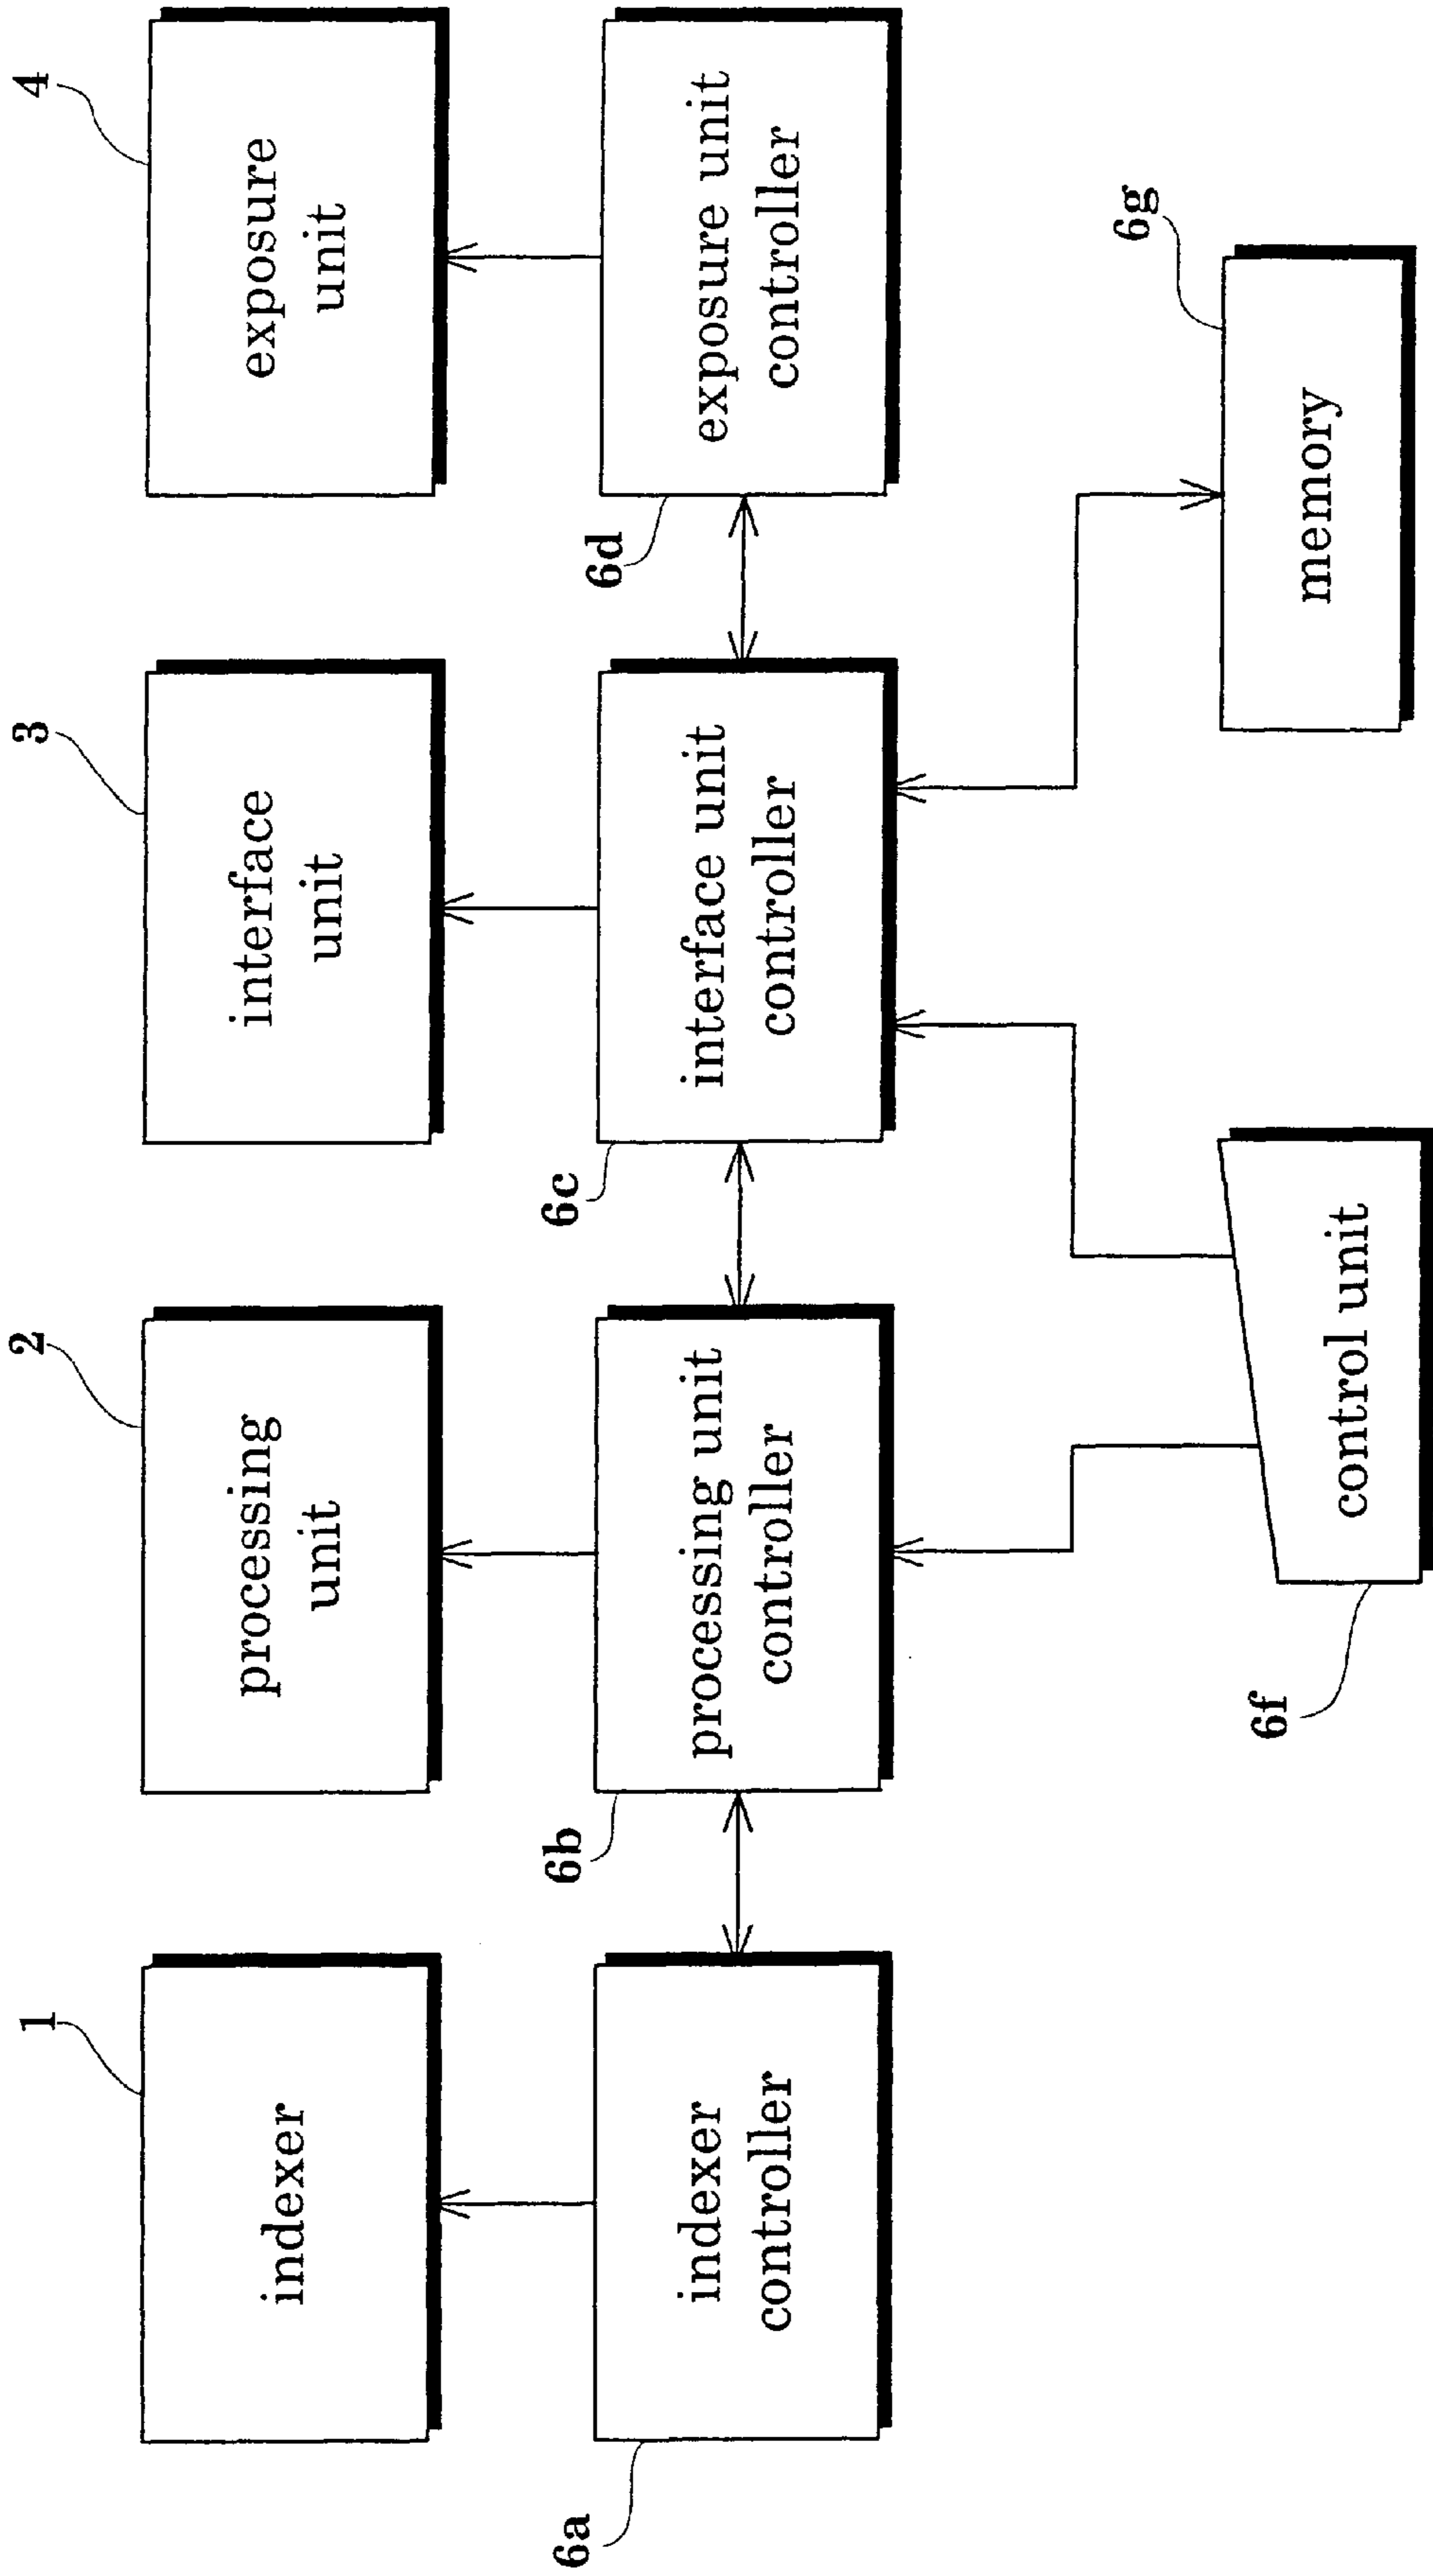 1
indexer
2
processing
unit
3
interface
unit
4
exposure
unit
6a
indexer
controller
6b
processing unit
controller
6c
interface unit
controller
6d
exposure unit
controller
6f
control unit
6g
memory